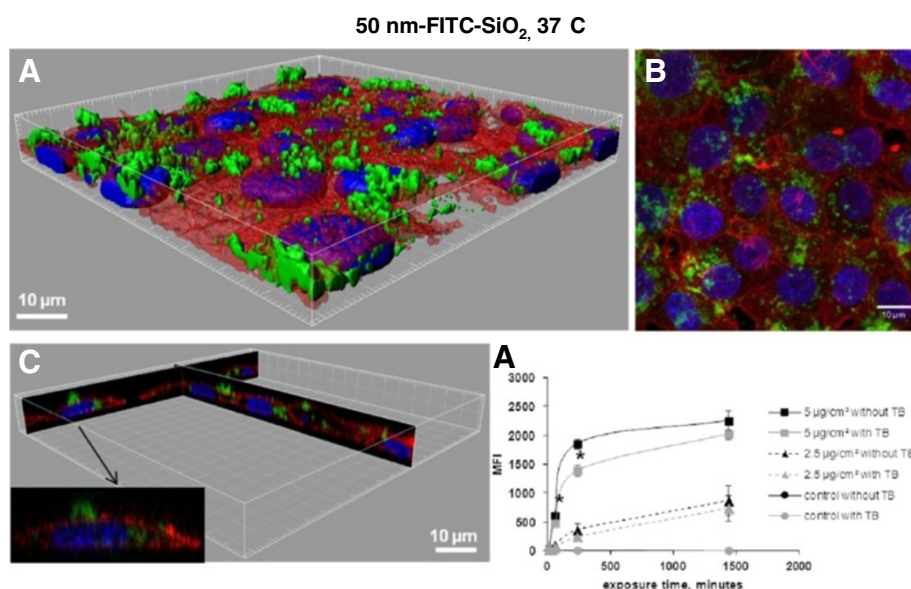 50 nm-FITC-SiO2, 37 C
A
10 µm
B
10 µm
C
10 µm
A
3000
2500
2000
1500
1000
500
0
MFI
*
*
0
500
1000
1500
2000
exposure time, minutes
5 µg/cm² without TB
5 µg/cm² with TB
2.5 µg/cm² without TB
2.5 µg/cm² with TB
control without TB
control with TB